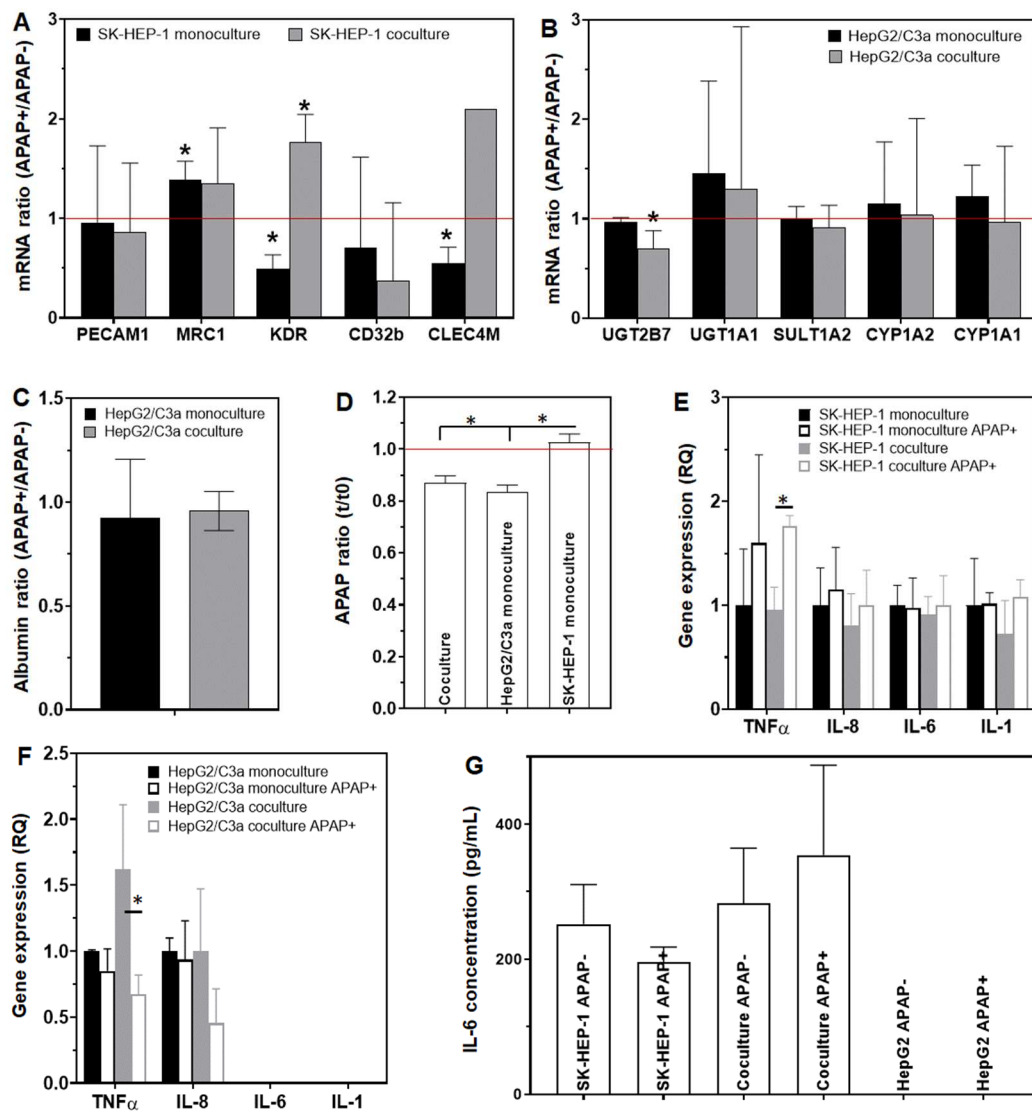 A
mRNA ratio (APAP+/APAP-)
3
2
1
0
SK-HEP-1 monoculture
SK-HEP-1 coculture
*
*
*
*
PECAM1
MRC1
KDR
CD32b
CLEC4M
B
mRNA ratio (APAP+/APAP-)
3
2
1
0
HepG2/C3a monoculture
HepG2/C3a coculture
*
UGT2B7
UGT1A1
SULT1A2
CYP1A2
CYP1A1
C
Albumin ratio (APAP+/APAP-)
1.5
1.0
0.5
0.0
HepG2/C3a monoculture
HepG2/C3a coculture
D
APAP ratio (t/t0)
1.2
1.0
0.8
0.6
0.4
0.2
0.0
*
*
Coculture
HepG2/C3a monoculture
SK-HEP-1 monoculture
E
Gene expression (RQ)
3
2
1
0
SK-HEP-1 monoculture
SK-HEP-1 monoculture APAP+
SK-HEP-1 coculture
SK-HEP-1 coculture APAP+
*
TNFα
IL-8
IL-6
IL-1
F
Gene expression (RQ)
2.5
2.0
1.5
1.0
0.5
0.0
HepG2/C3a monoculture
HepG2/C3a monoculture APAP+
HepG2/C3a coculture
HepG2/C3a coculture APAP+
*
TNFα
IL-8
IL-6
IL-1
G
IL-6 concentration (pg/mL)
400
200
0
SK-HEP-1 APAP-
SK-HEP-1 APAP+
Coculture APAP-
Coculture APAP+
HepG2 APAP-
HepG2 APAP+